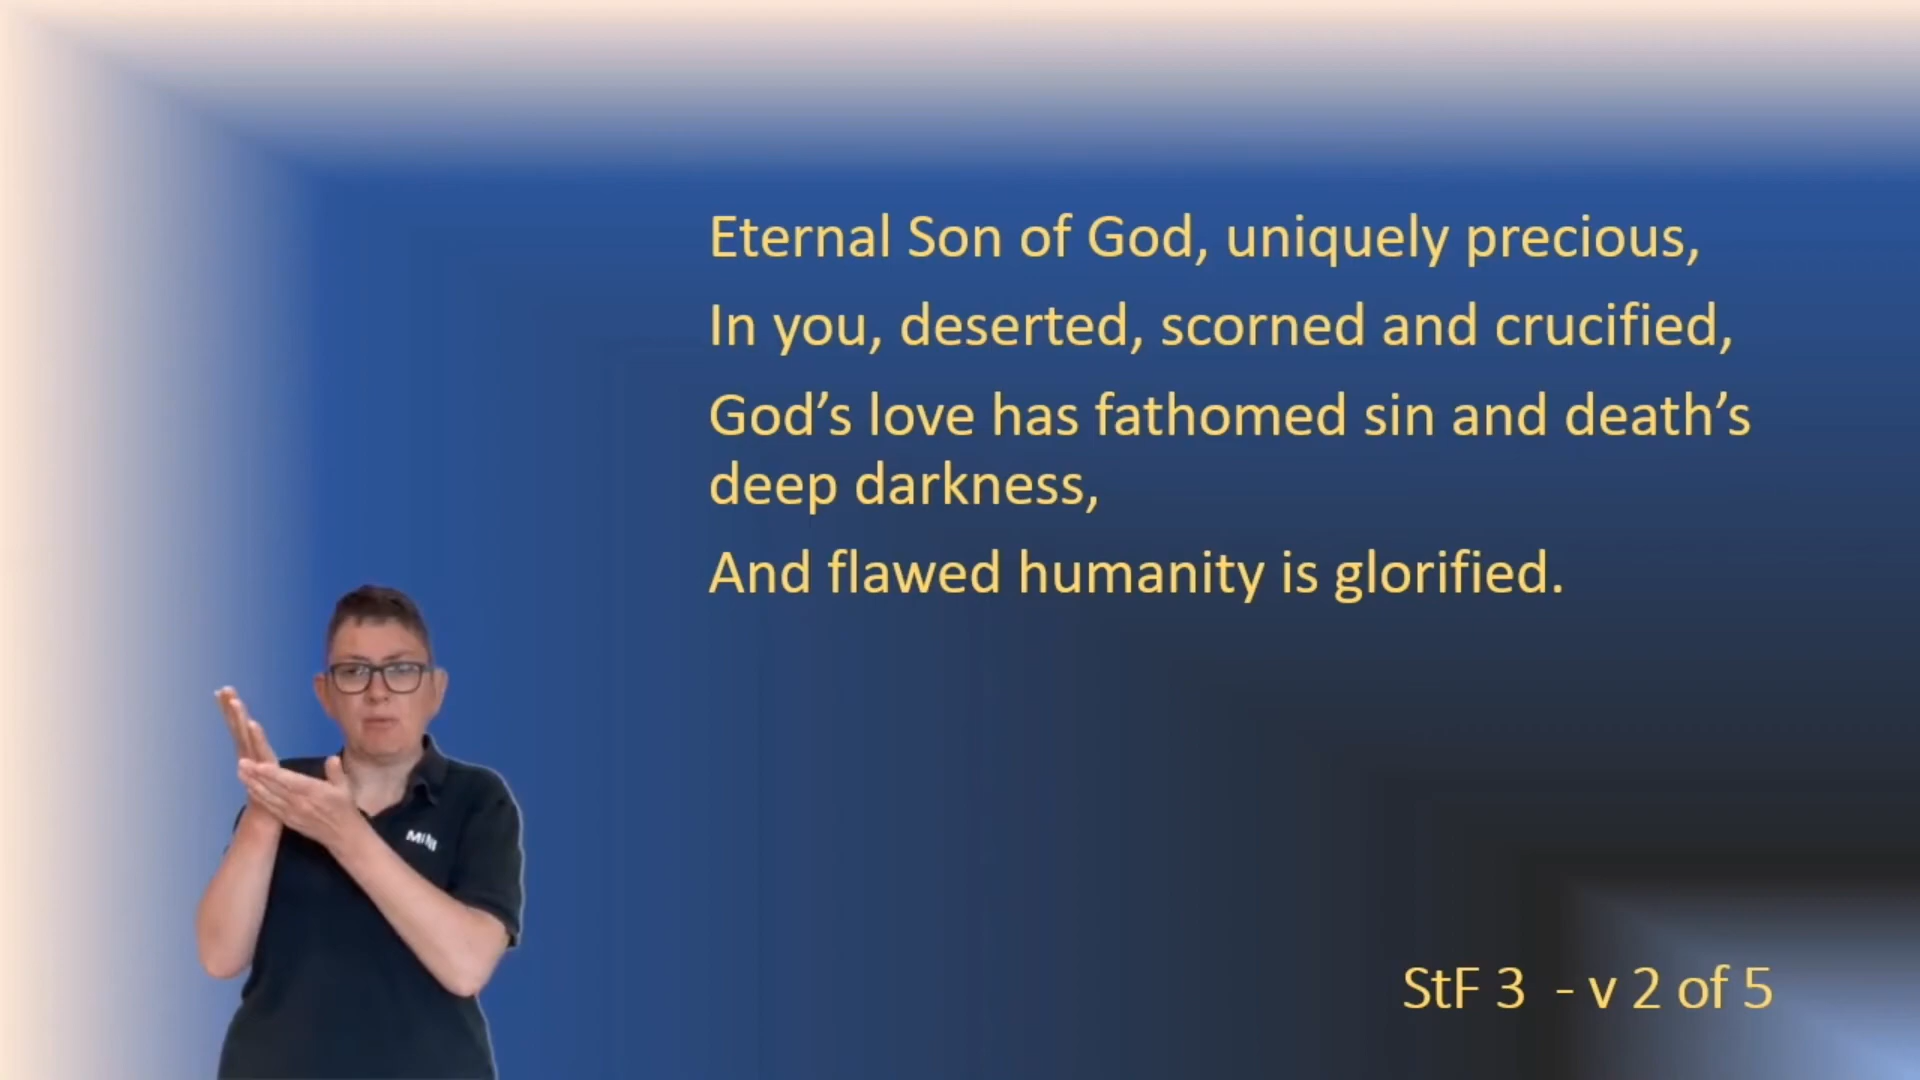 Eternal Son of God, uniquely precious,
In you, deserted, scorned and crucified,
God’s love has fathomed sin and death’s
deep darkness,
And flawed humanity is glorified.
StF 3 - v 2 of 5